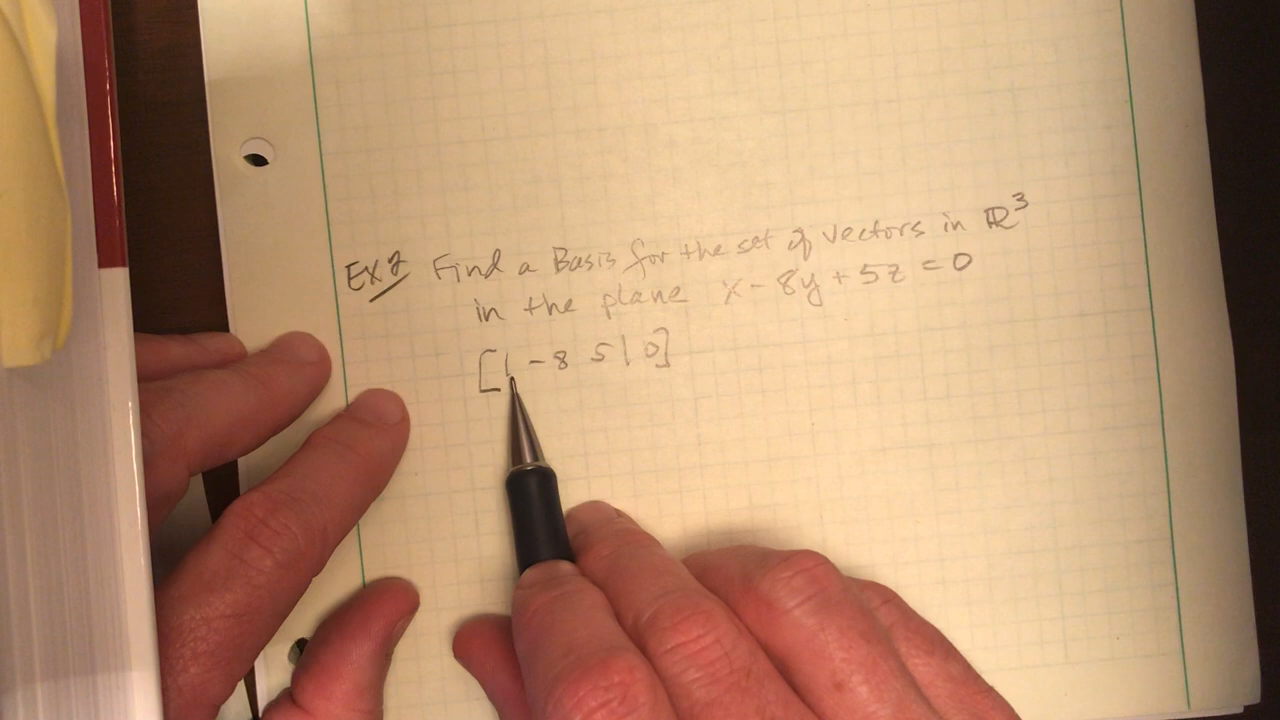 Ex 2 Find a Basis for the set of vectors in ℝ³
in the plane x - 8y + 5z = 0
[1 -8 5 | 0]